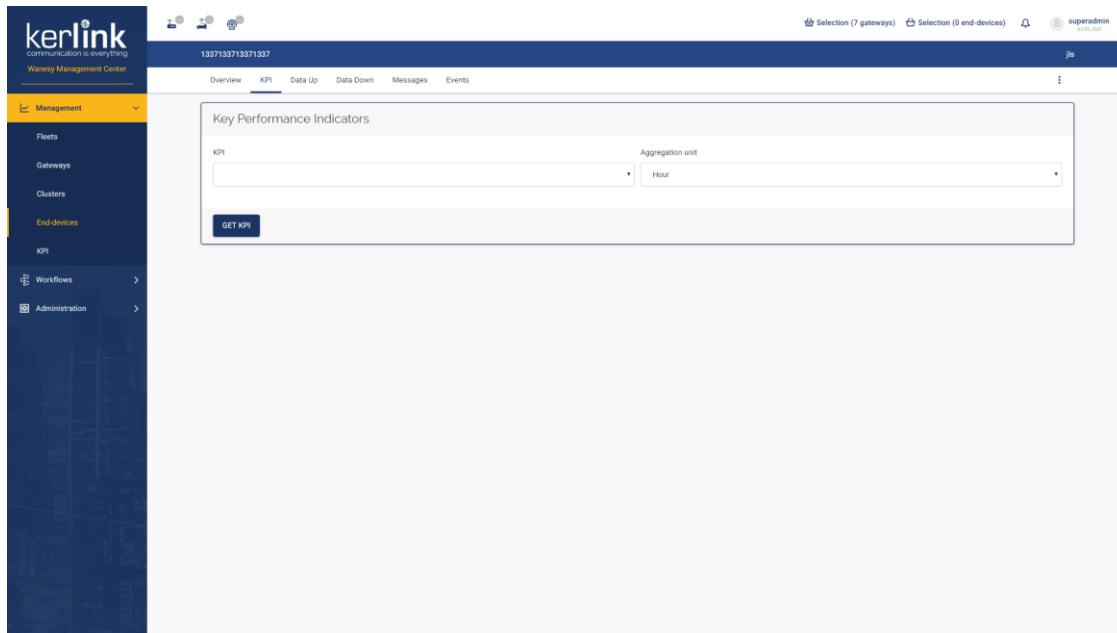 kerlink
communication is everything
Wanesy Management Center
Selection (7 gateways) Selection (0 end-devices) S superadmin
KERLINK
1337133713371337 jls
Overview KPI Data Up Data Down Messages Events
Management
Fleets
Gateways
Clusters
End-devices
KPI
Workflows
Administration
Key Performance Indicators
KPI Aggregation unit
Hour
GET KPI